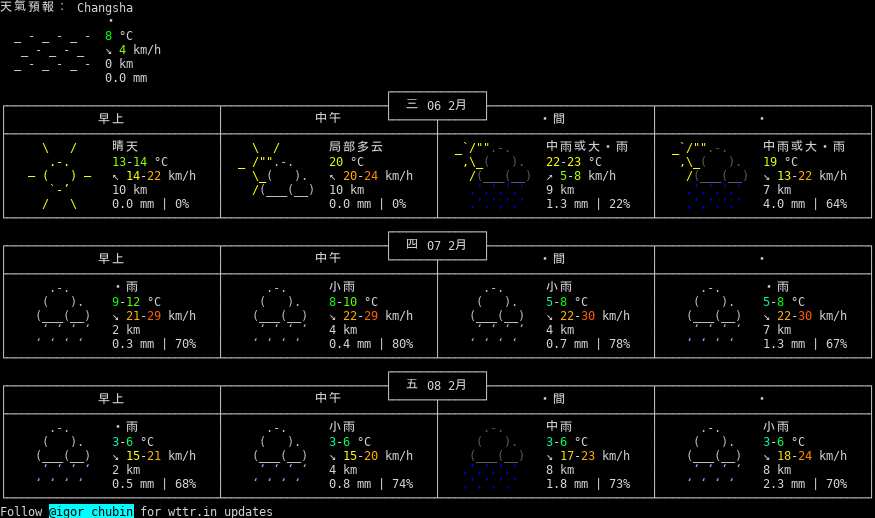 天氣預報： Changsha
8 °C
↘ 4 km/h
0 km
0.0 mm
三 06 2月
早上 中午 ・間 ・
晴天 局部多云 中雨或大・雨 中雨或大・雨
13-14 °C 20 °C 22-23 °C 19 °C
↖ 14-22 km/h ↖ 20-24 km/h ↗ 5-8 km/h ↘ 13-22 km/h
10 km 10 km 9 km 7 km
0.0 mm | 0% 0.0 mm | 0% 1.3 mm | 22% 4.0 mm | 64%
四 07 2月
早上 中午 ・間 ・
・雨 小雨 小雨 ・雨
9-12 °C 8-10 °C 5-8 °C 5-8 °C
↘ 21-29 km/h ↘ 22-29 km/h ↘ 22-30 km/h ↘ 22-30 km/h
2 km 4 km 4 km 7 km
0.3 mm | 70% 0.4 mm | 80% 0.7 mm | 78% 1.3 mm | 67%
五 08 2月
早上 中午 ・間 ・
・雨 小雨 中雨 小雨
3-6 °C 3-6 °C 3-6 °C 3-6 °C
↘ 15-21 km/h ↘ 15-20 km/h ↘ 17-23 km/h ↘ 18-24 km/h
2 km 4 km 8 km 8 km
0.5 mm | 68% 0.8 mm | 74% 1.8 mm | 73% 2.3 mm | 70%
Follow @igor_chubin for wttr.in updates